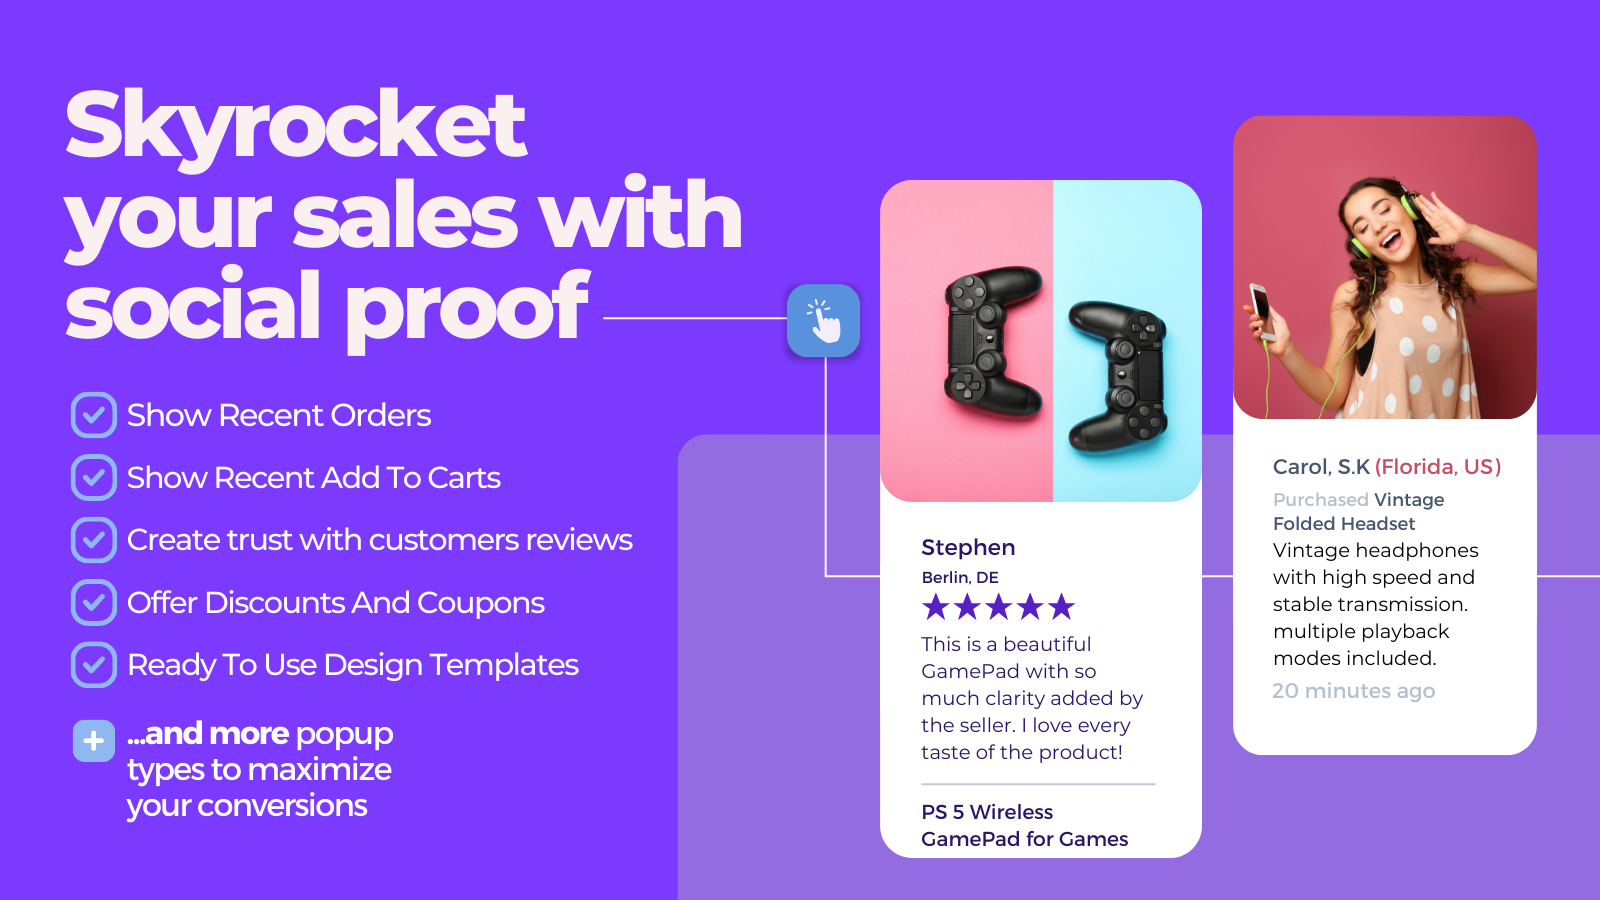 Skyrocket
your sales with
social proof
Show Recent Orders
Show Recent Add To Carts
Create trust with customers reviews
Offer Discounts And Coupons
Ready To Use Design Templates
...and more popup
types to maximize
your conversions
Stephen
Berlin, DE
This is a beautiful
GamePad with so
much clarity added by
the seller. I love every
taste of the product!
PS 5 Wireless
GamePad for Games
Carol, S.K (Florida, US)
Purchased Vintage
Folded Headset
Vintage headphones
with high speed and
stable transmission.
multiple playback
modes included.
20 minutes ago